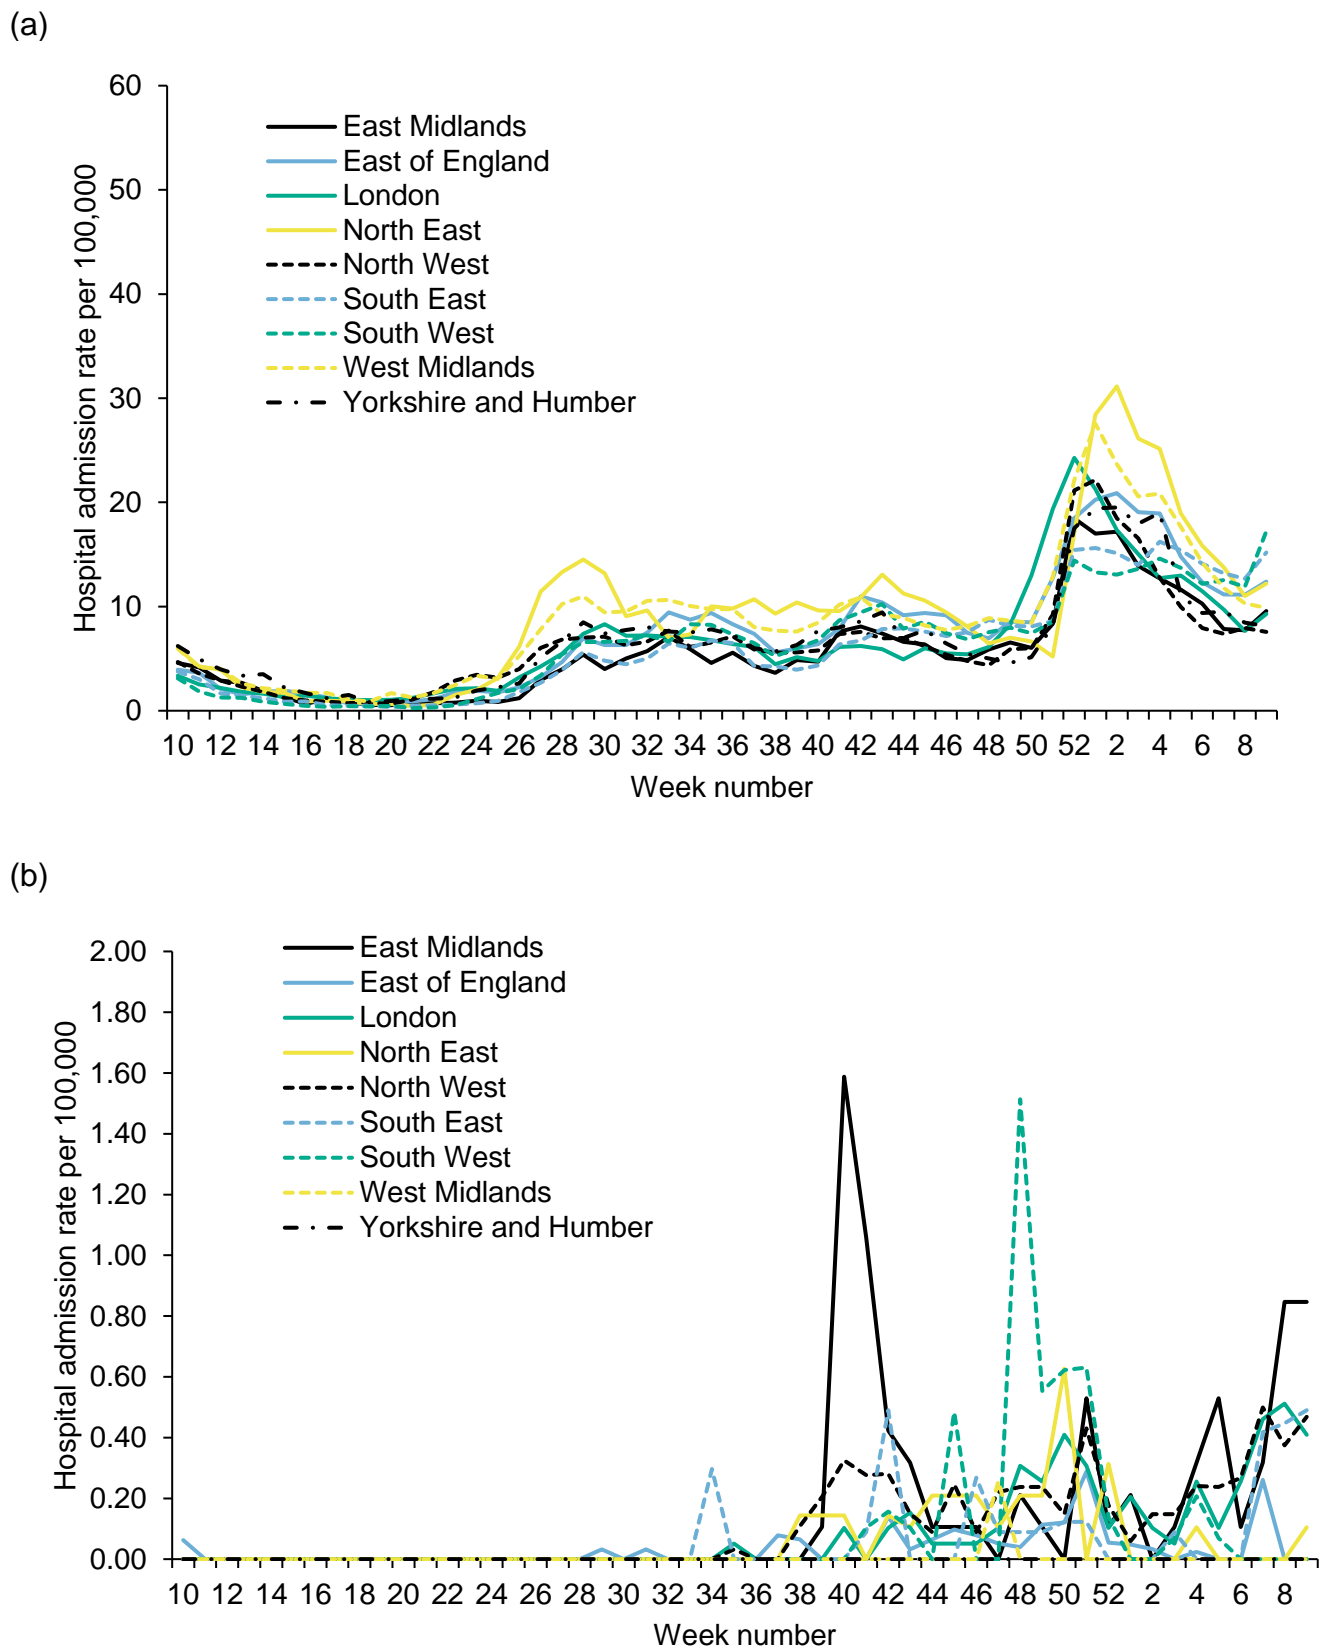 (a)
60
50
40
30
20
10
0
Hospital admission rate per 100,000
East Midlands
East of England
London
North East
North West
South East
South West
West Midlands
Yorkshire and Humber
10 12 14 16 18 20 22 24 26 28 30 32 34 36 38 40 42 44 46 48 50 52 2 4 6 8
Week number
(b)
2.00
1.80
1.60
1.40
1.20
1.00
0.80
0.60
0.40
0.20
0.00
Hospital admission rate per 100,000
East Midlands
East of England
London
North East
North West
South East
South West
West Midlands
Yorkshire and Humber
10 12 14 16 18 20 22 24 26 28 30 32 34 36 38 40 42 44 46 48 50 52 2 4 6 8
Week number